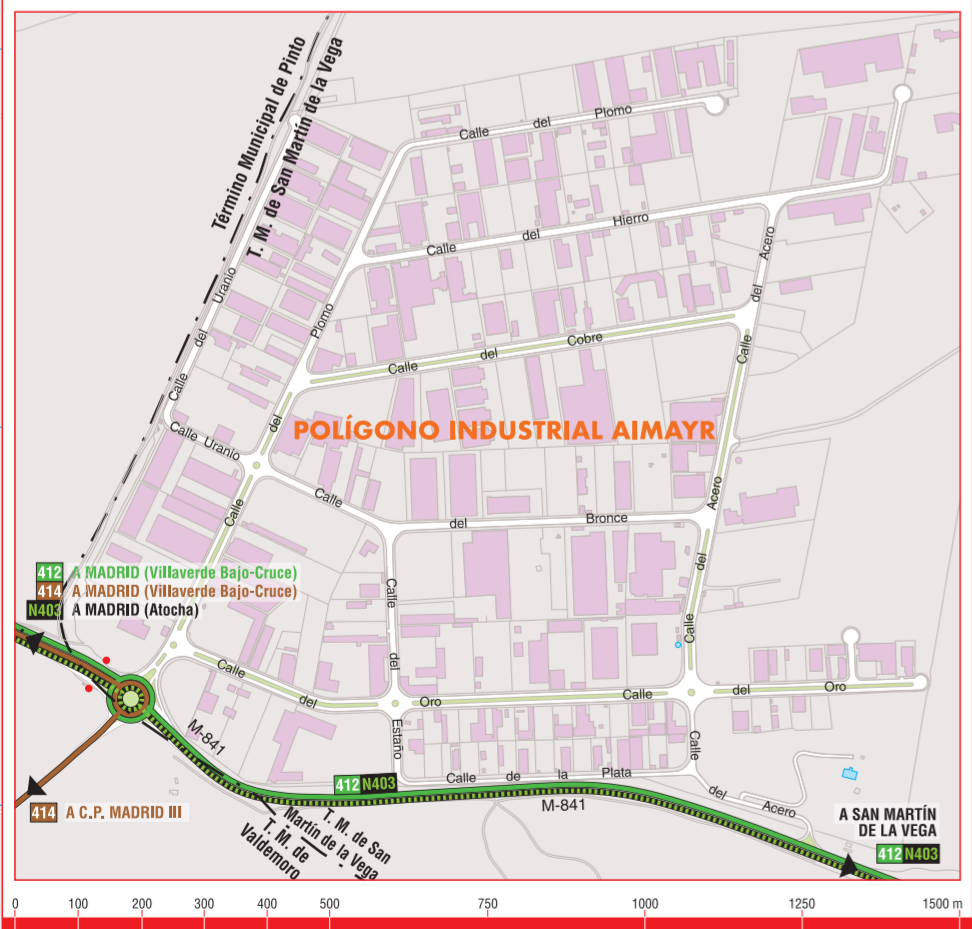 Término Municipal de Pinto
T. M. de San Martín de la Vega
Calle del Plomo
Calle del Hierro
Calle del Uranio
Plomo
Acero
del
Calle del Cobre
Calle
del
POLÍGONO INDUSTRIAL AIMAYR
Calle Uranio
Calle
Calle del Bronce
Acero
del
Calle
412 A MADRID (Villaverde Bajo-Cruce)
414 A MADRID (Villaverde Bajo-Cruce)
N403 A MADRID (Atocha)
Calle del Estaño
Calle del Oro
Calle del Oro
M-841
Calle de la Plata
Calle del Acero
412 N403
M-841
414 A C.P. MADRID III
T. M. de San
Martín de la Vega
T. M. de
Valdemoro
A SAN MARTÍN
DE LA VEGA
412 N403
0 100 200 300 400 500 750 1000 1250 1500 m